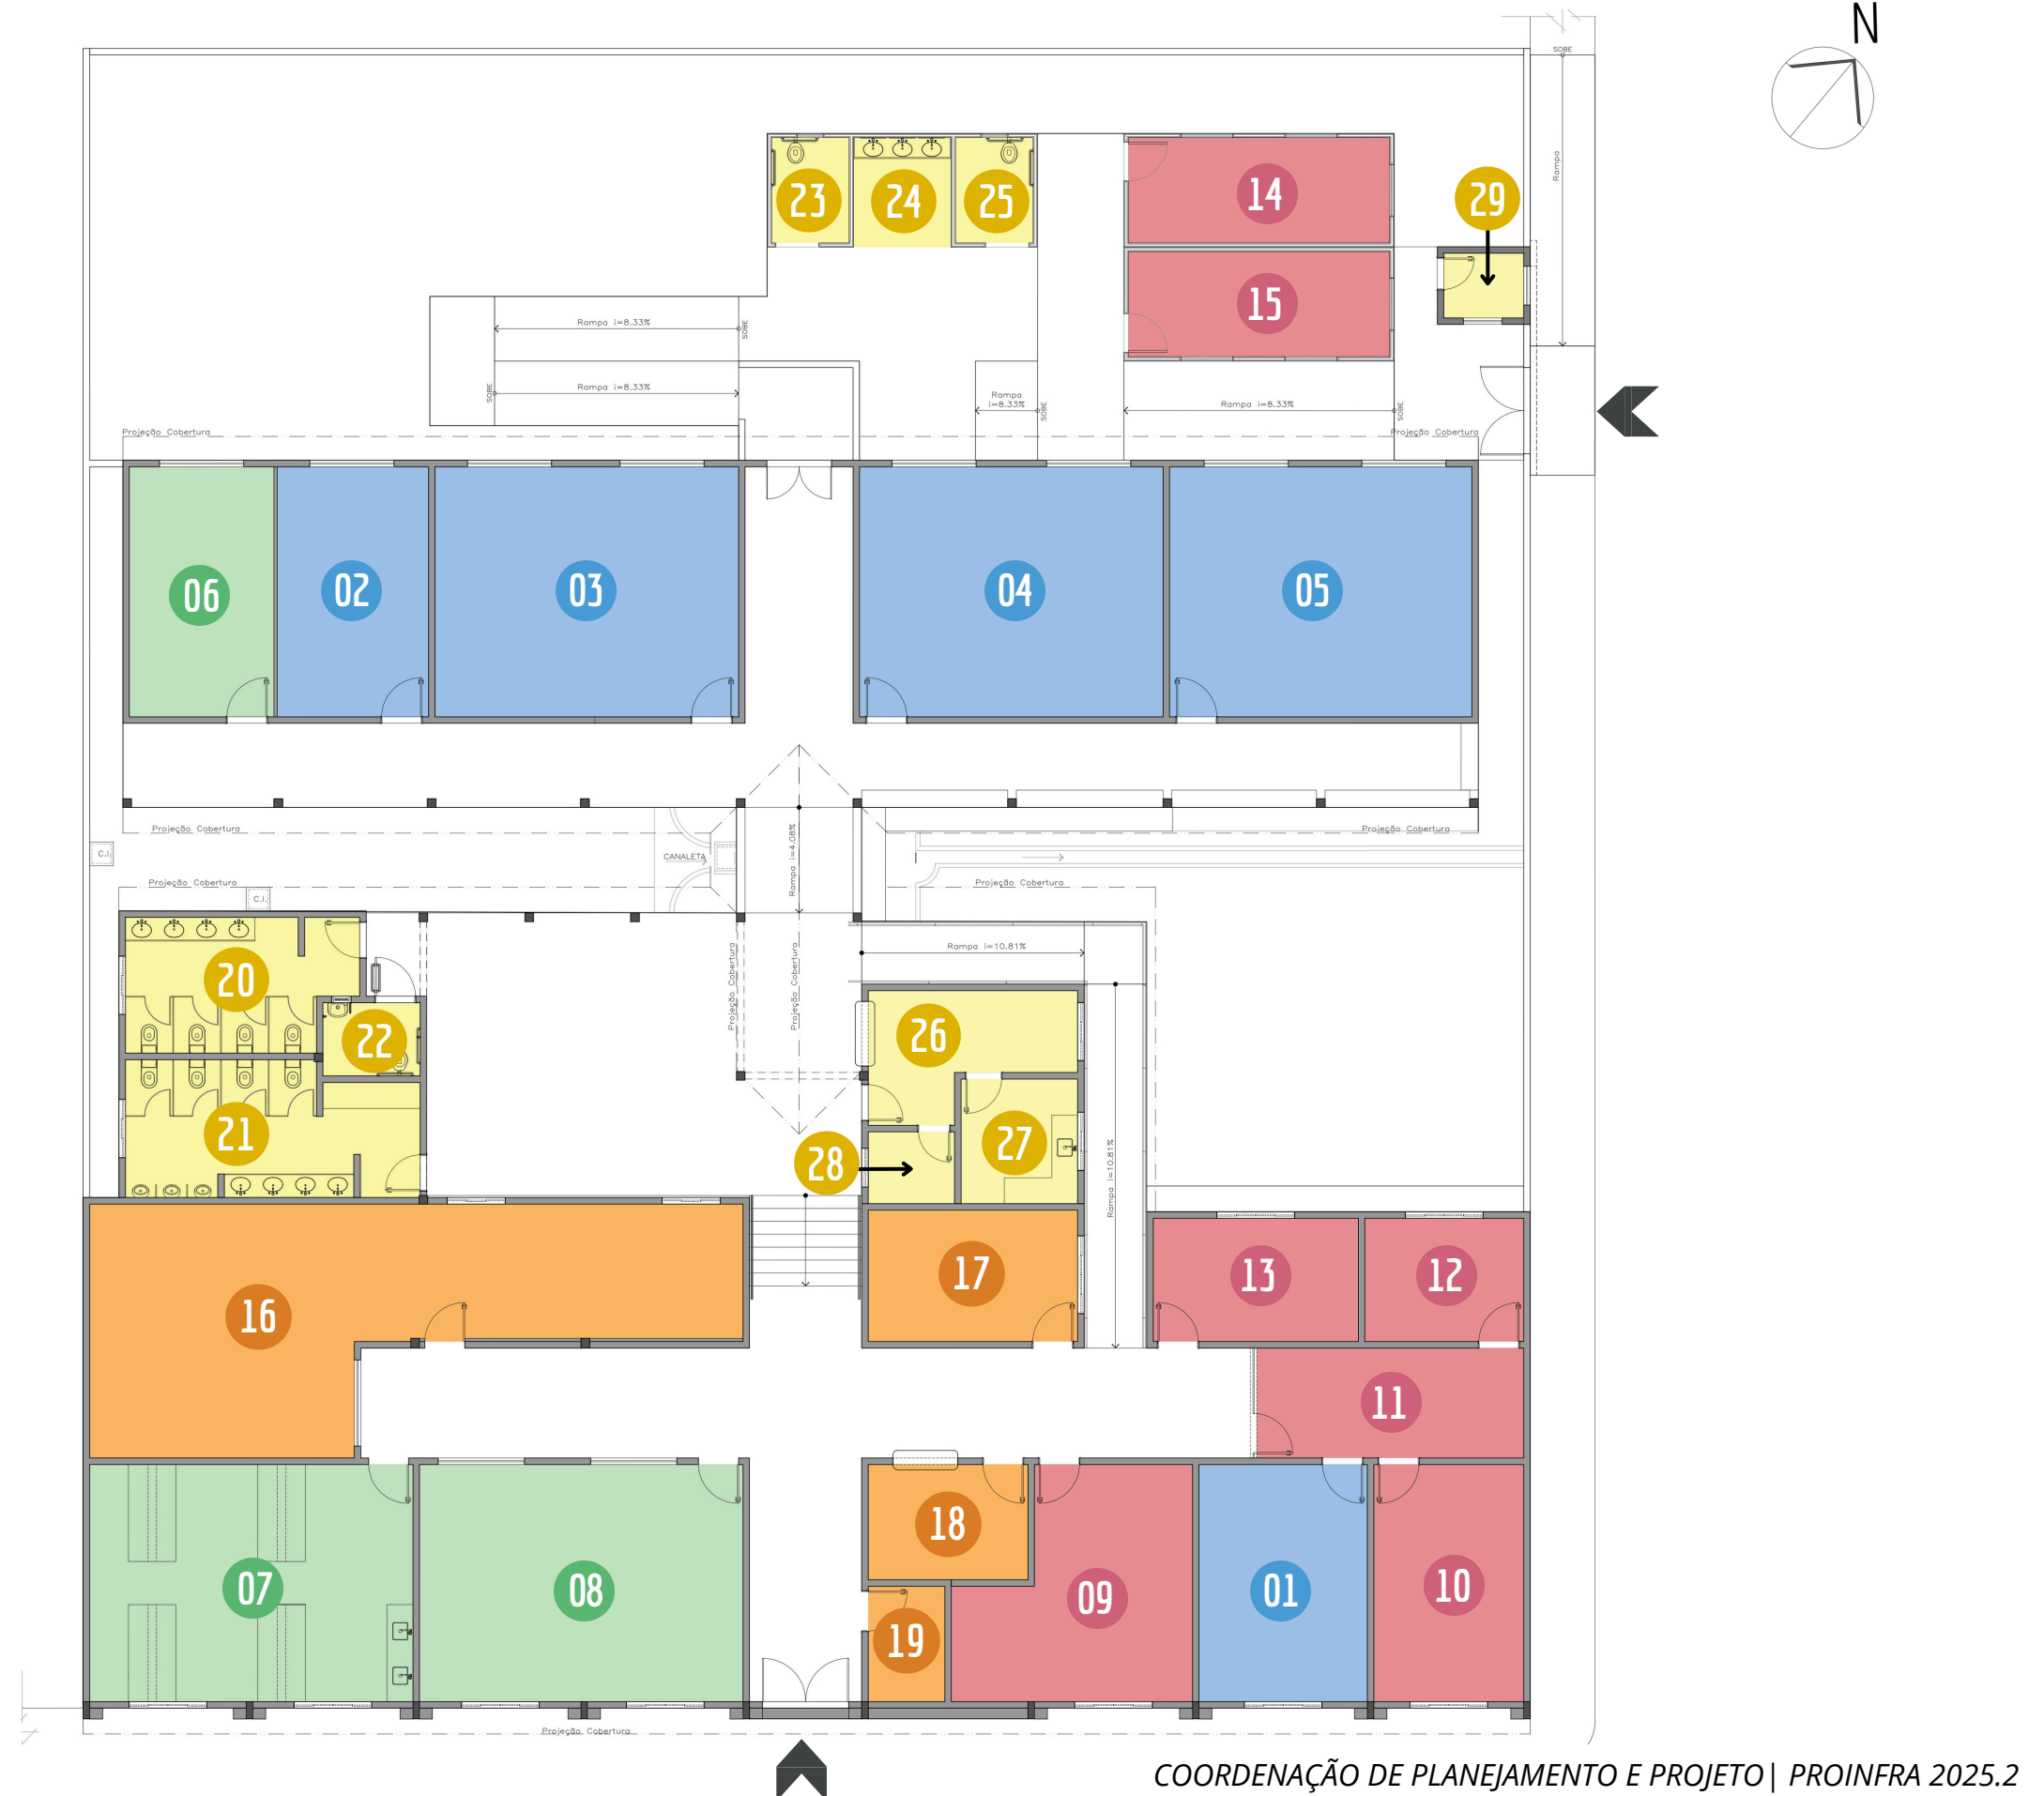 N
SOBE
Rampa
23
24
25
14
29
15
Rampa i=8.33%
SOBE
Rampa i=8.33%
SOBE
Rampa
i=8.33%
SOBE
Rampa i=8.33%
SOBE
Projeção Cobertura
Projeção Cobertura
06
02
03
04
05
Projeção Cobertura
Rampa i=4.08%
Projeção Cobertura
C.I.
CANALETA
Projeção Cobertura
Projeção Cobertura
C.I.
Rampa i=10.81%
20
Projeção Cobertura
Projeção Cobertura
22
26
21
27
28
Rampa i=10.81%
16
17
13
12
11
18
07
08
09
01
10
19
Projeção Cobertura
COORDENAÇÃO DE PLANEJAMENTO E PROJETO| PROINFRA 2025.2